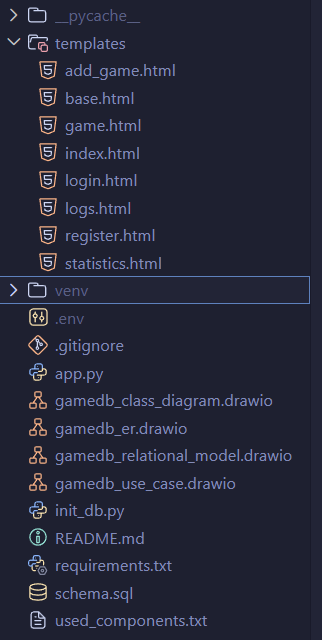 __pycache__
templates
add_game.html
base.html
game.html
index.html
login.html
logs.html
register.html
statistics.html
venv
.env
.gitignore
app.py
gamedb_class_diagram.drawio
gamedb_er.drawio
gamedb_relational_model.drawio
gamedb_use_case.drawio
init_db.py
README.md
requirements.txt
schema.sql
used_components.txt